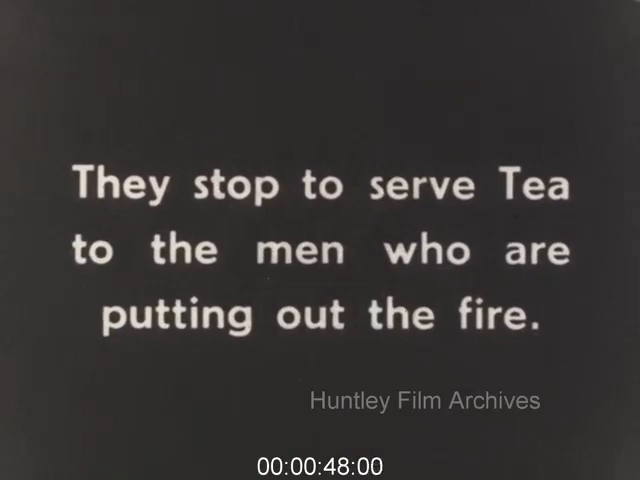 They stop to serve Tea
to the men who are
putting out the fire.
Huntley Film Archives
00:00:48:00